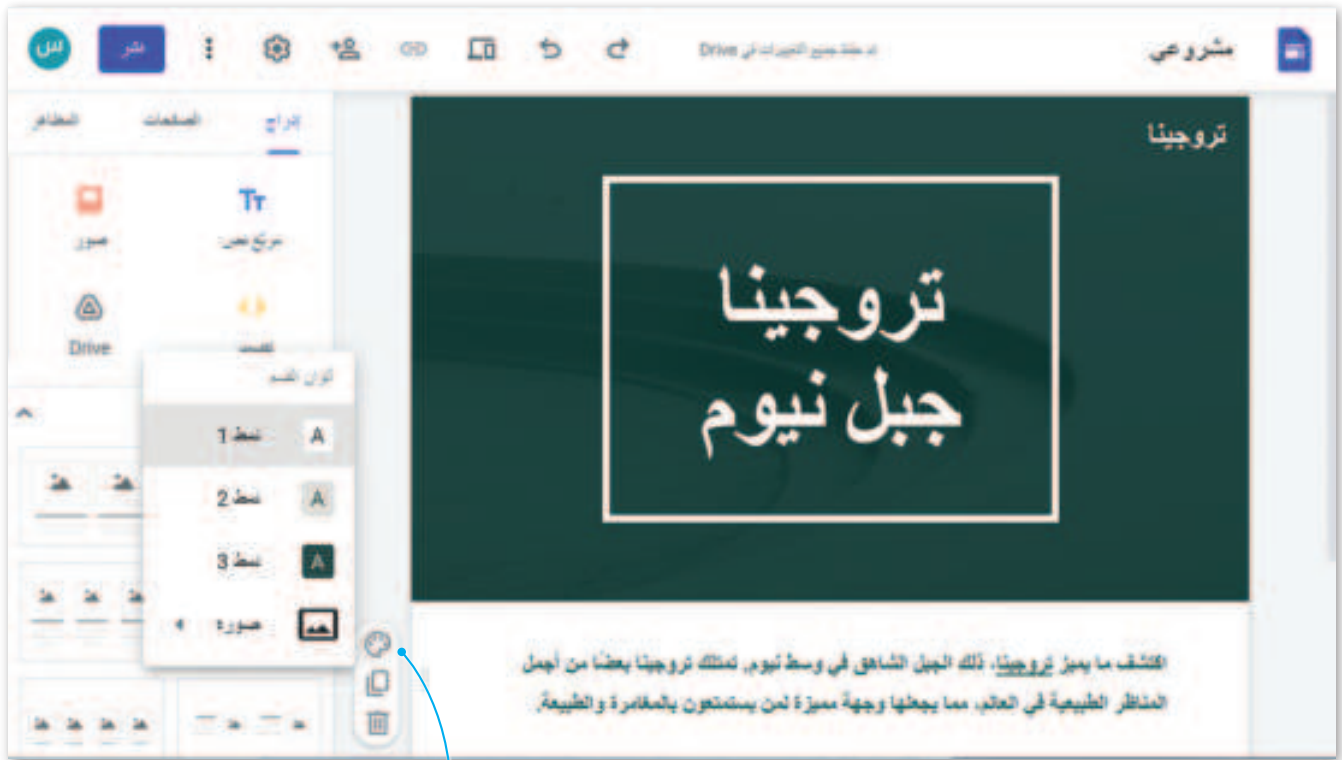 مشروعي
تم حفظ جميع التغييرات في Drive
نشر
س
إدراج
الصفحات
المظاهر
مربع نص
صور
تضمين
Drive
ألوان القسم
نمط 1
نمط 2
نمط 3
صورة
تروجينا
تروجينا
جبل نيوم
اكتشف ما يميز تروجينا، ذلك الجبل الشاهق في وسط نيوم. تمتلك تروجينا بعضًا من أجمل
المناظر الطبيعية في العالم، مما يجعلها وجهة مميزة لمن يستمتعون بالمغامرة والطبيعة.